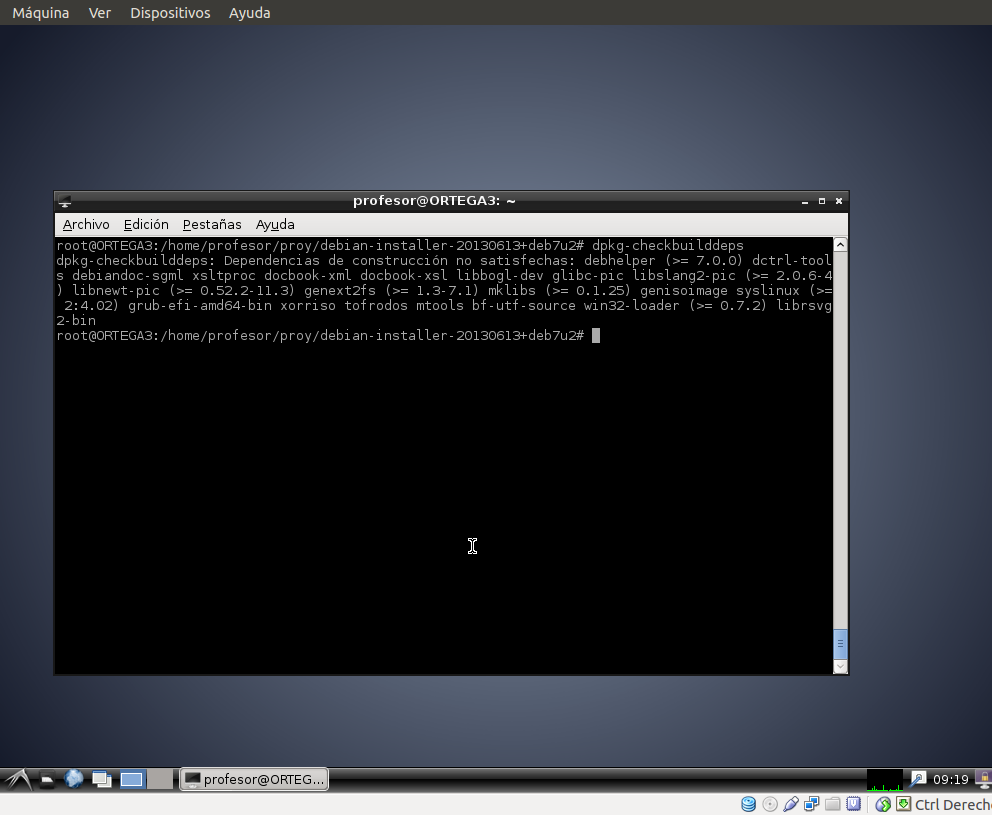 Máquina Ver Dispositivos Ayuda
profesor@ORTEGA3: ~
Archivo Edición Pestañas Ayuda
root@ORTEGA3:/home/profesor/proy/debian-installer-20130613+deb7u2# dpkg-checkbuilddeps
dpkg-checkbuilddeps: Dependencias de construcción no satisfechas: debhelper (>= 7.0.0) dctrl-tool
s debiandoc-sgml xsltproc docbook-xml docbook-xsl libbogl-dev glibc-pic libslang2-pic (>= 2.0.6-4
) libnewt-pic (>= 0.52.2-11.3) genext2fs (>= 1.3-7.1) mklibs (>= 0.1.25) genisoimage syslinux (>=
2:4.02) grub-efi-amd64-bin xorriso tofrodos mtools bf-utf-source win32-loader (>= 0.7.2) librsvg
2-bin
root@ORTEGA3:/home/profesor/proy/debian-installer-20130613+deb7u2#
profesor@ORTEG... 09:19
Ctrl Derech